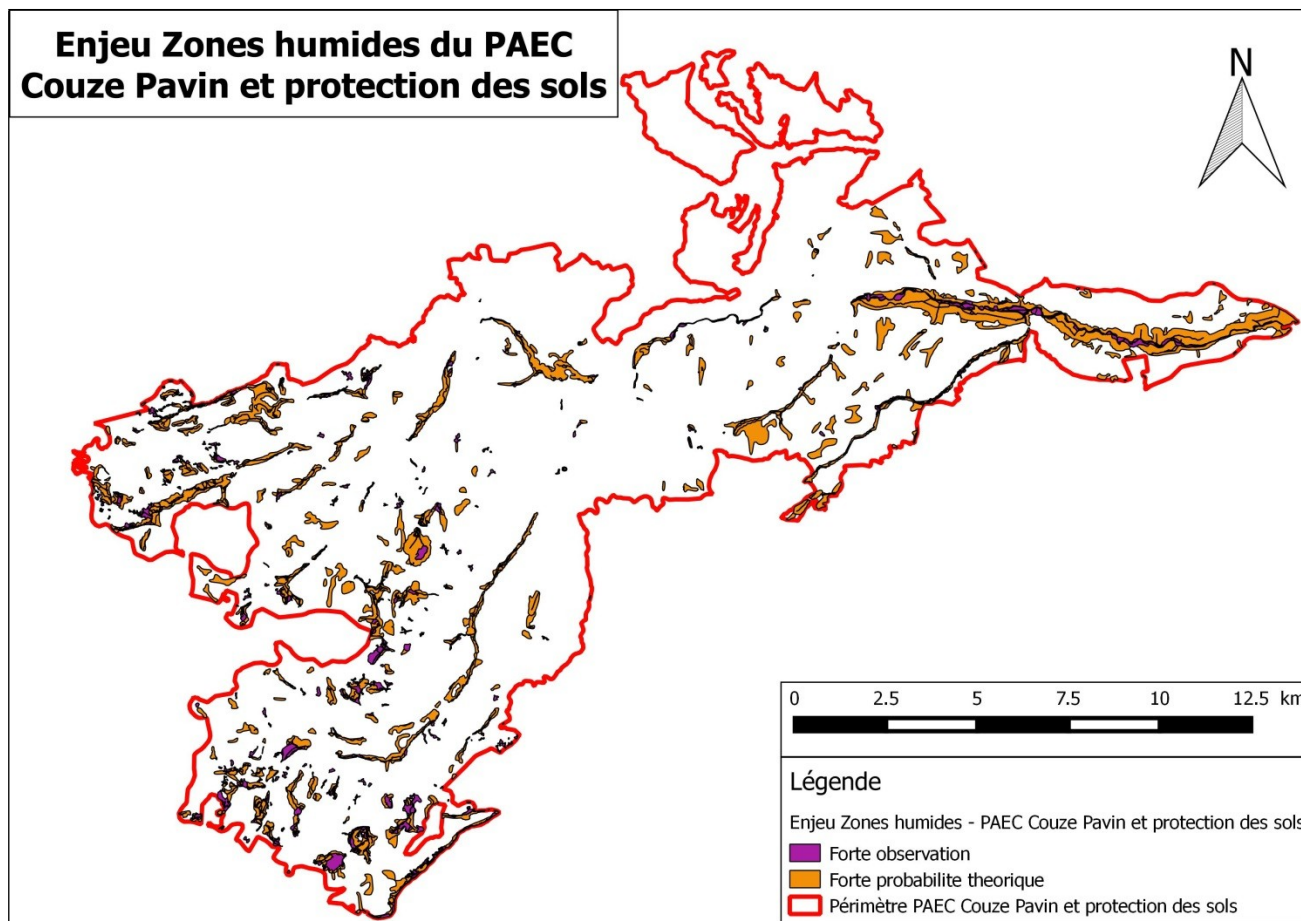 Enjeu Zones humides du PAEC
Couze Pavin et protection des sols
N
0 2.5 5 7.5 10 12.5 km
Légende
Enjeu Zones humides - PAEC Couze Pavin et protection des sols
Forte observation
Forte probabilite theorique
Périmètre PAEC Couze Pavin et protection des sols